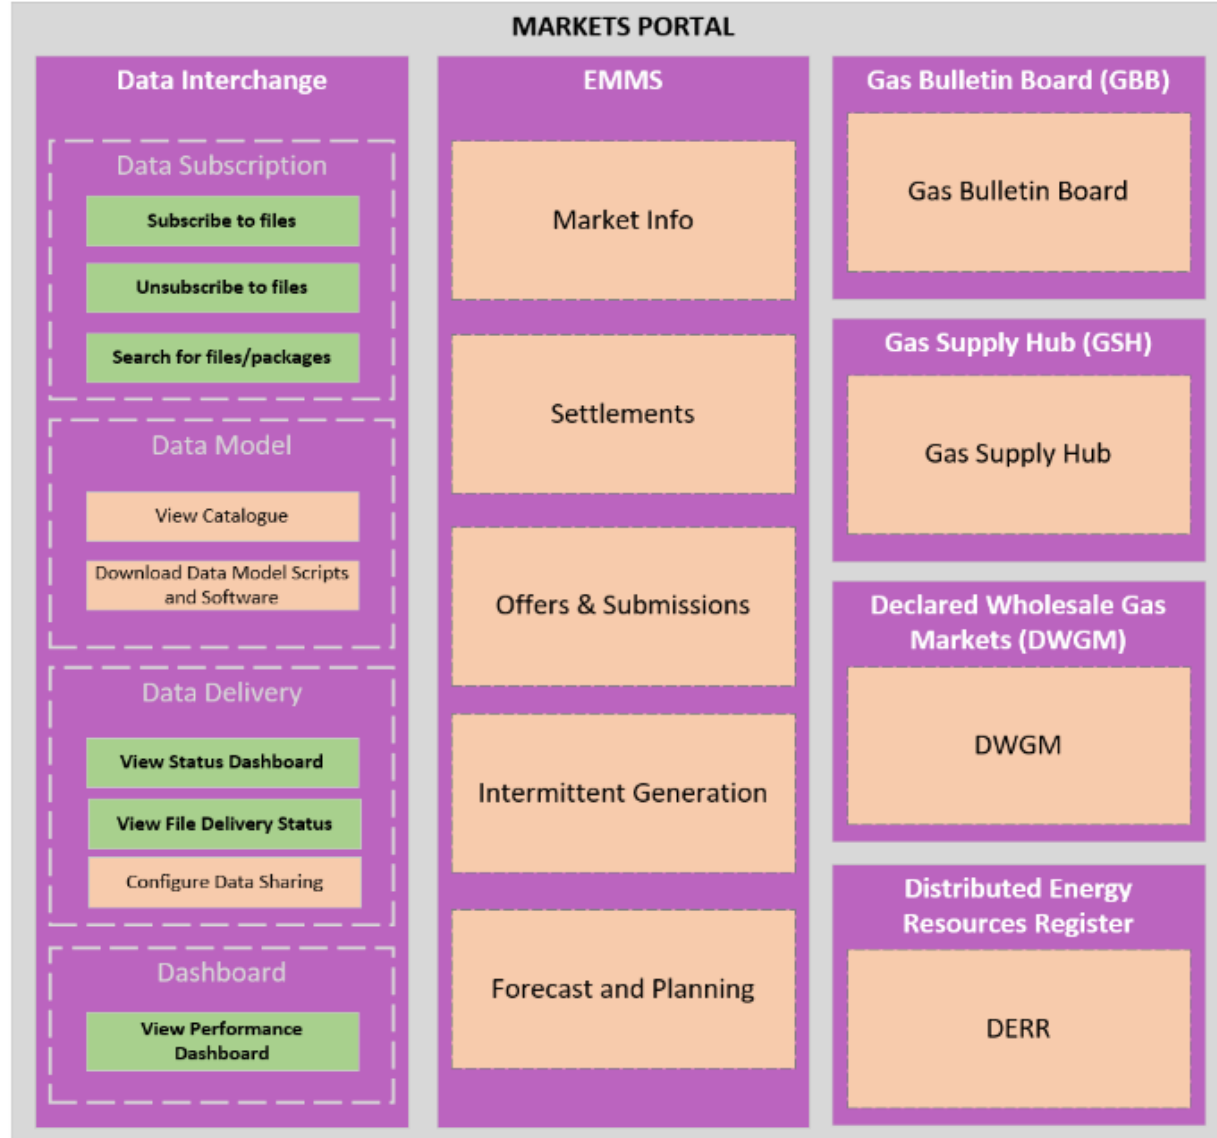 MARKETS PORTAL
Data Interchange
Data Subscription
Subscribe to files
Unsubscribe to files
Search for files/packages
Data Model
View Catalogue
Download Data Model Scripts
and Software
Data Delivery
View Status Dashboard
View File Delivery Status
Configure Data Sharing
Dashboard
View Performance
Dashboard
EMMS
Market Info
Settlements
Offers & Submissions
Intermittent Generation
Forecast and Planning
Gas Bulletin Board (GBB)
Gas Bulletin Board
Gas Supply Hub (GSH)
Gas Supply Hub
Declared Wholesale Gas
Markets (DWGM)
DWGM
Distributed Energy
Resources Register
DERR